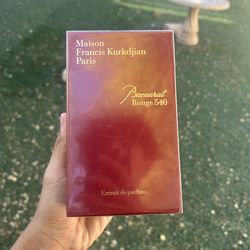 Maison
Francis Kurkdjian
Paris
Baccarat
Rouge 540
Extrait de parfum